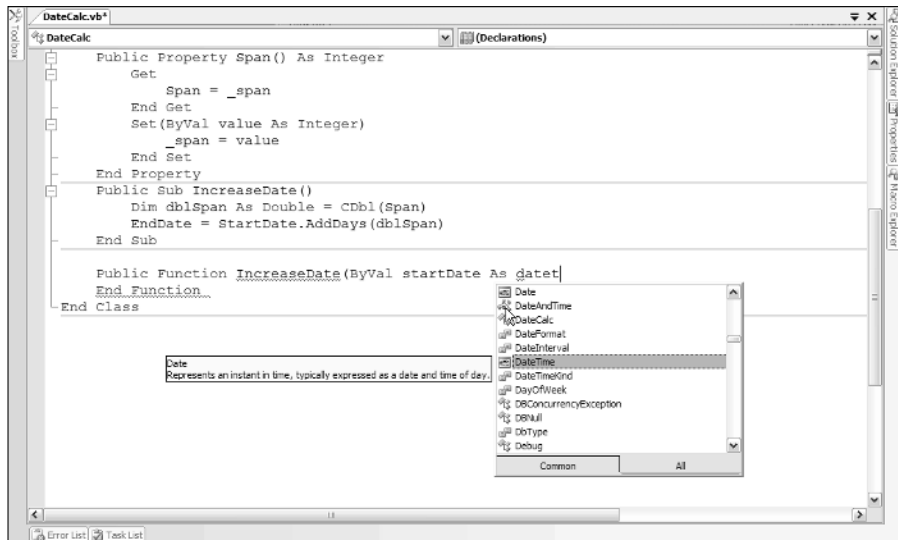 DateCalc.vb*
Toolbox
DateCalc
(Declarations)
Public Property Span() As Integer
Get
Span = _span
End Get
Set(ByVal value As Integer)
_span = value
End Set
End Property
Public Sub IncreaseDate()
Dim dblSpan As Double = CDbl(Span)
EndDate = StartDate.AddDays(dblSpan)
End Sub
Public Function IncreaseDate(ByVal startDate As datet
End Function
End Class
Date
DateAndTime
DateCalc
DateFormat
DateInterval
DateTime
DateTimeKind
DayOfWeek
DBConcurrencyException
DBNull
DbType
Debug
Common
All
Date
Represents an instant in time, typically expressed as a date and time of day.
Solution Explorer
Properties
Macro Explorer
Error List
Task List